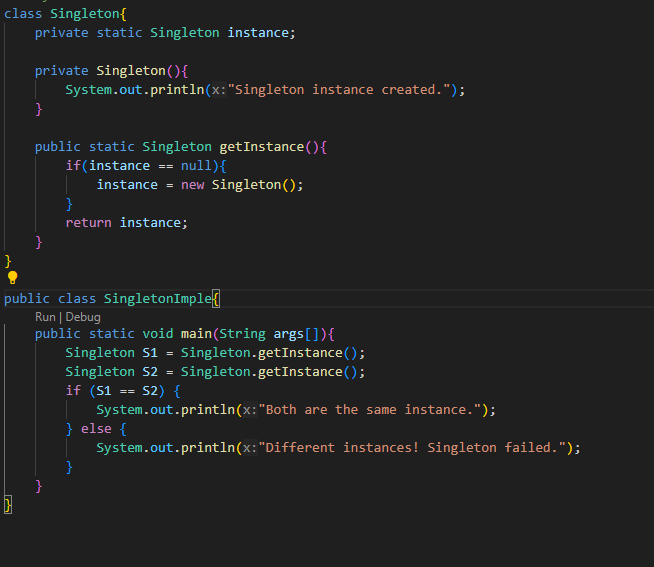 class Singleton{
    private static Singleton instance;

    private Singleton(){
        System.out.println(x:"Singleton instance created.");
    }

    public static Singleton getInstance(){
        if(instance == null){
            instance = new Singleton();
        }
        return instance;
    }
}

public class SingletonImple{
    Run | Debug
    public static void main(String args[]){
        Singleton S1 = Singleton.getInstance();
        Singleton S2 = Singleton.getInstance();
        if (S1 == S2) {
            System.out.println(x:"Both are the same instance.");
        } else {
            System.out.println(x:"Different instances! Singleton failed.");
        }
    }
}